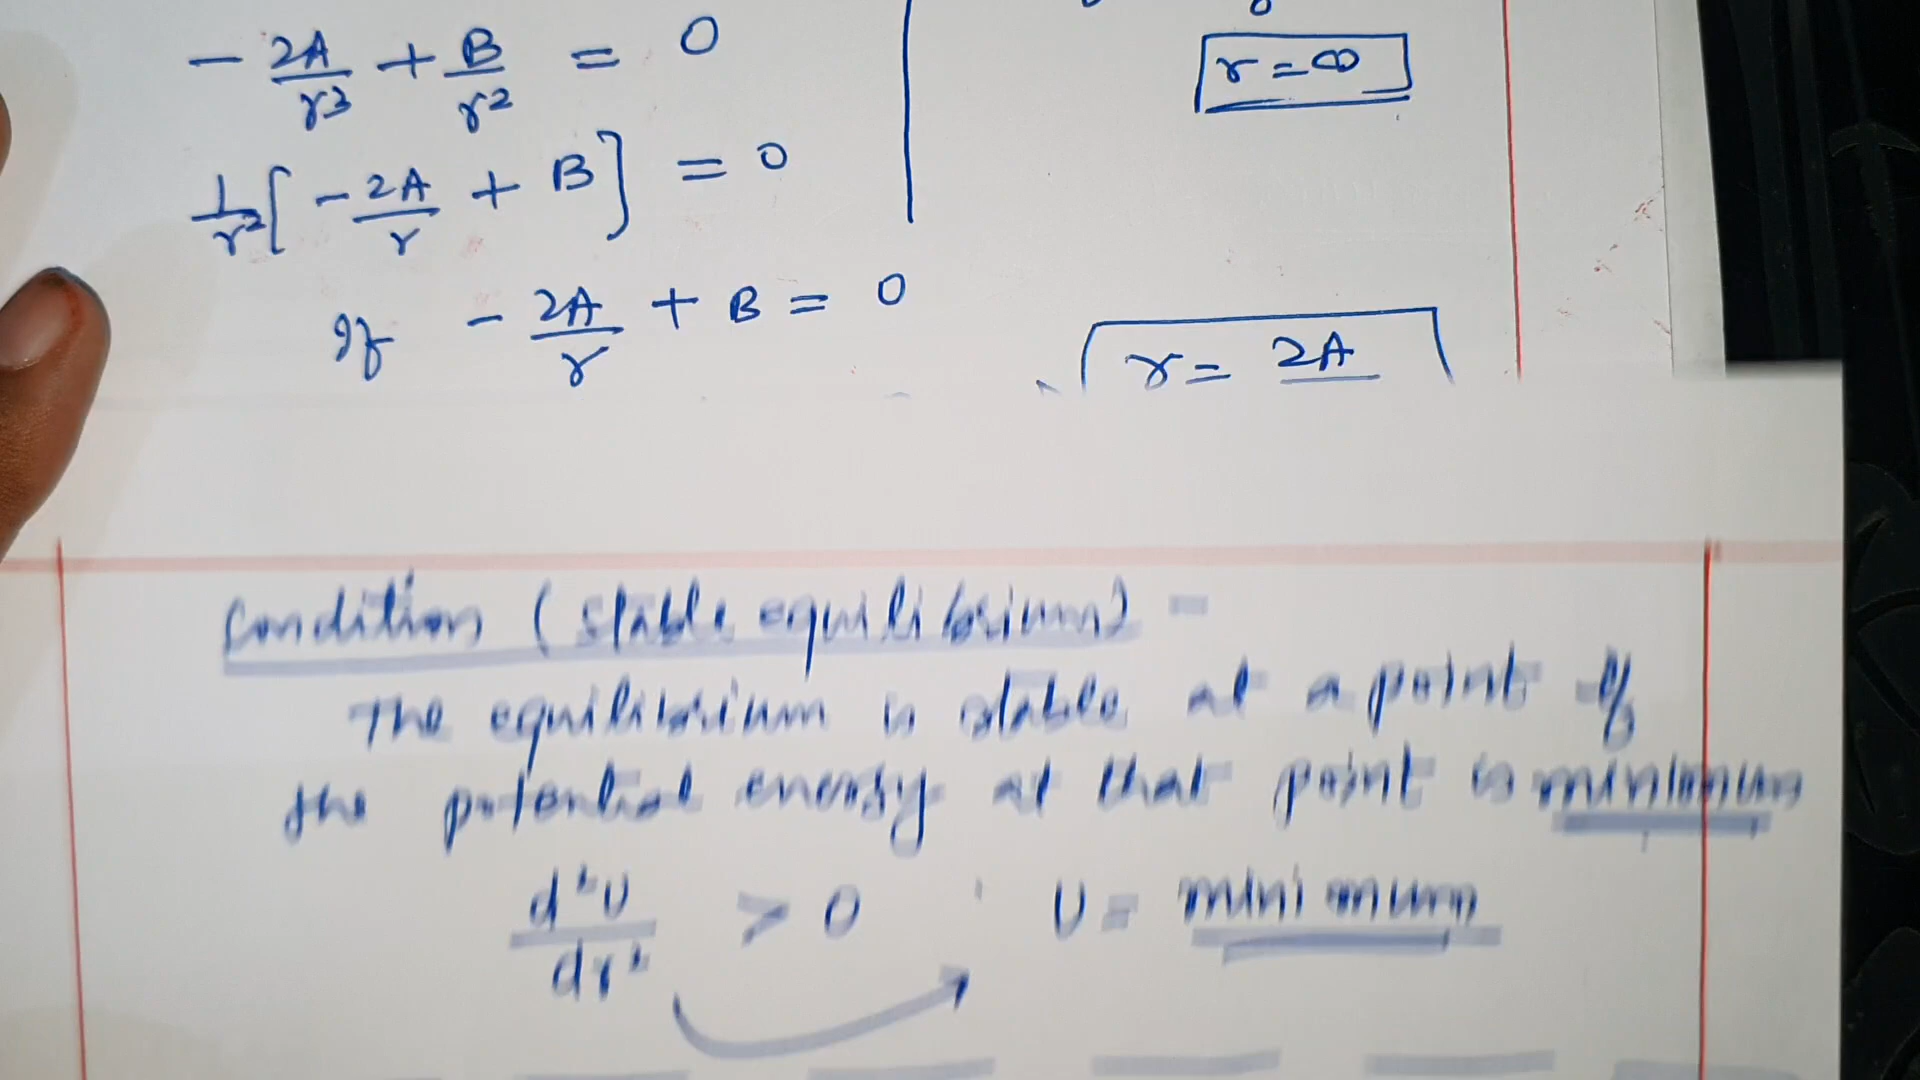 - 2A/r3 + B/r2 = 0
r = ∞
1/r2 [ - 2A/r + B ] = 0
If - 2A/r + B = 0
r = 2A
Condition (stable equilibrium) -
The equilibrium is stable at a point if
the potential energy at that point is minimum
d2U/dr2 > 0 U = minimum